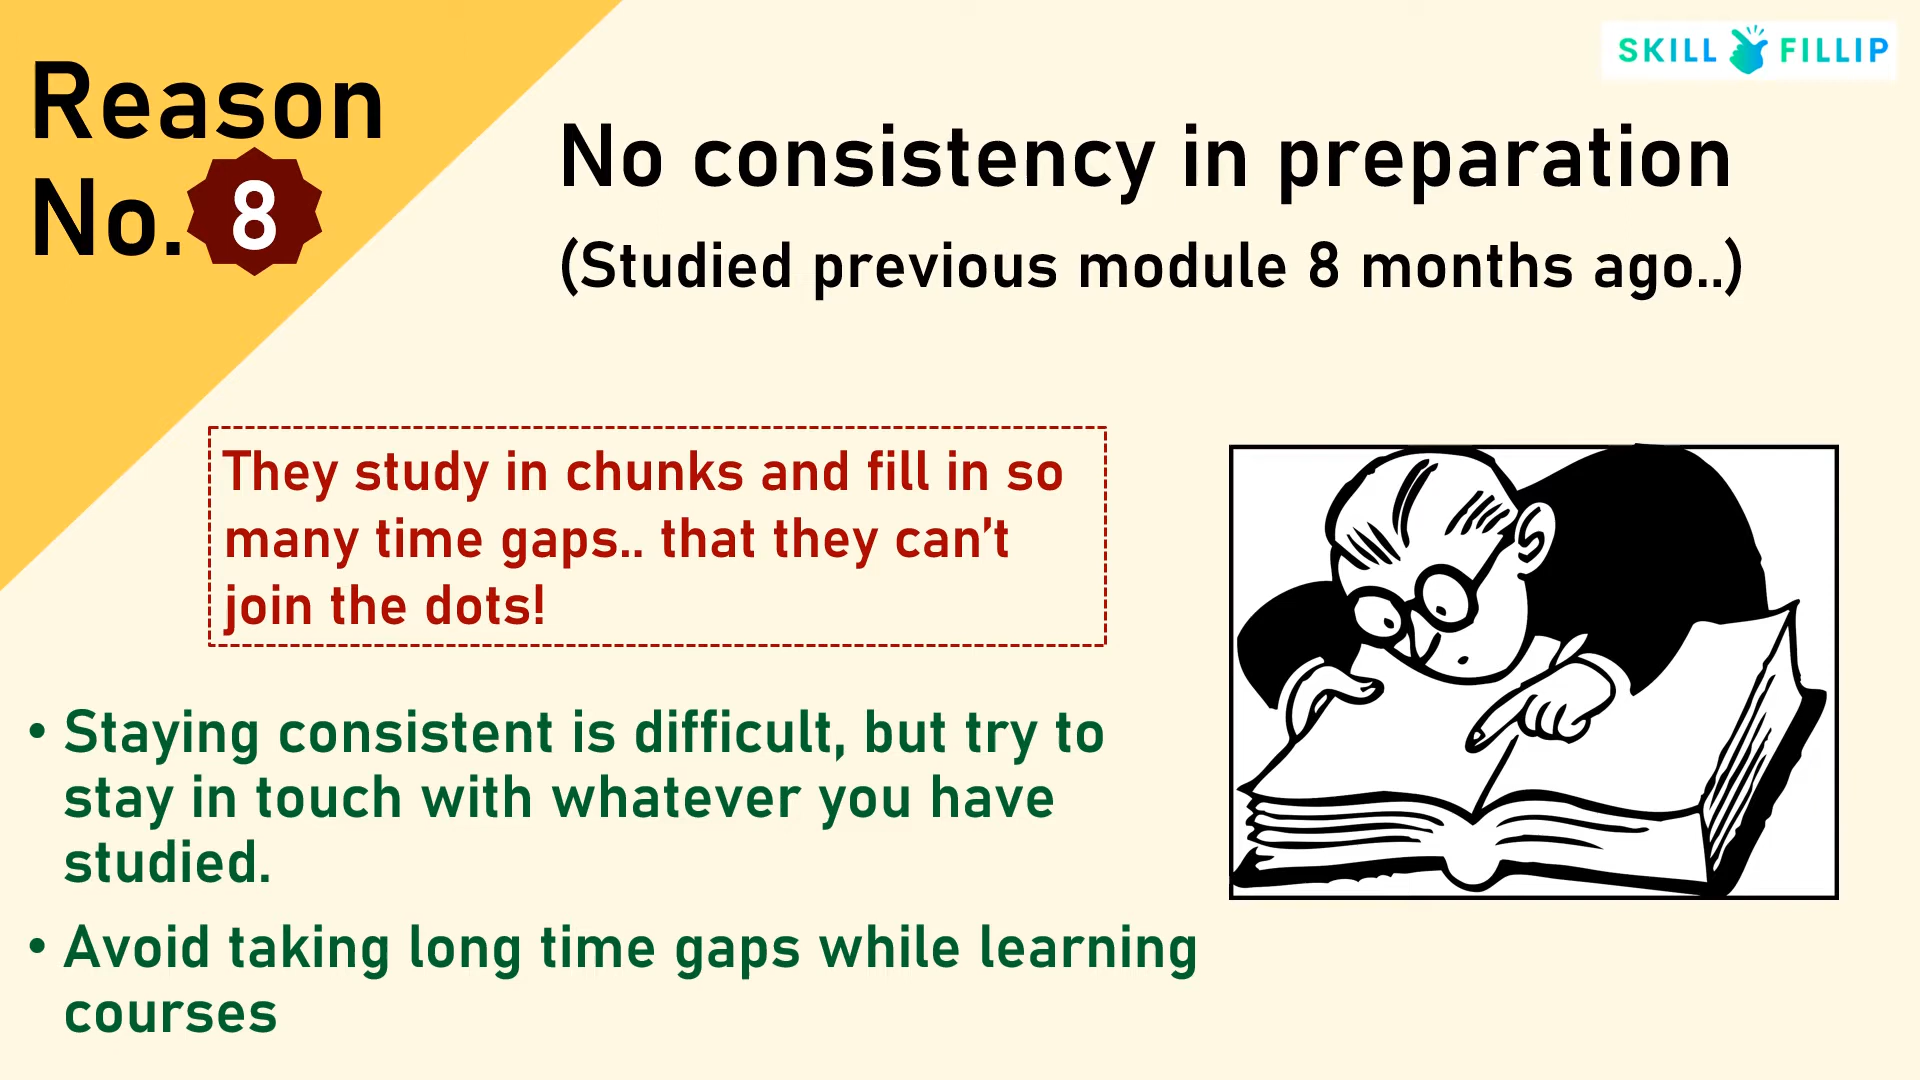 Reason
No. 8
SKILL FILLIP
No consistency in preparation
(Studied previous module 8 months ago..)
They study in chunks and fill in so
many time gaps.. that they can't
join the dots!
• Staying consistent is difficult, but try to
stay in touch with whatever you have
studied.
• Avoid taking long time gaps while learning
courses